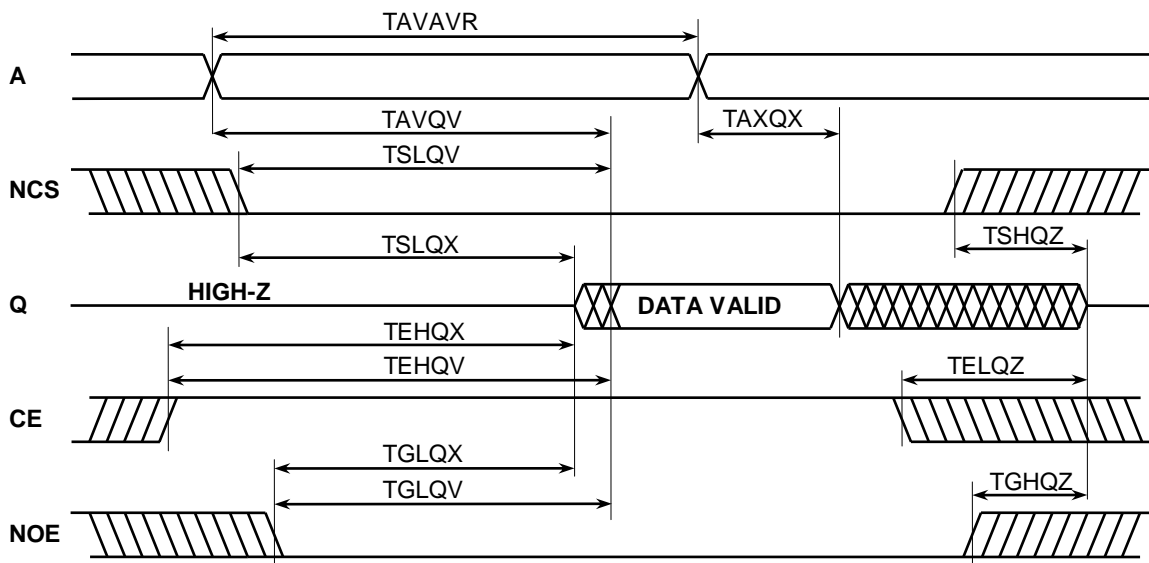 TAVAVR
A
TAVQV
TAXQX
TSLQV
NCS
TSLQX
TSHQZ
HIGH-Z
Q
DATA VALID
TEHQX
TEHQV
TELQZ
CE
TGLQX
TGLQV
TGHQZ
NOE